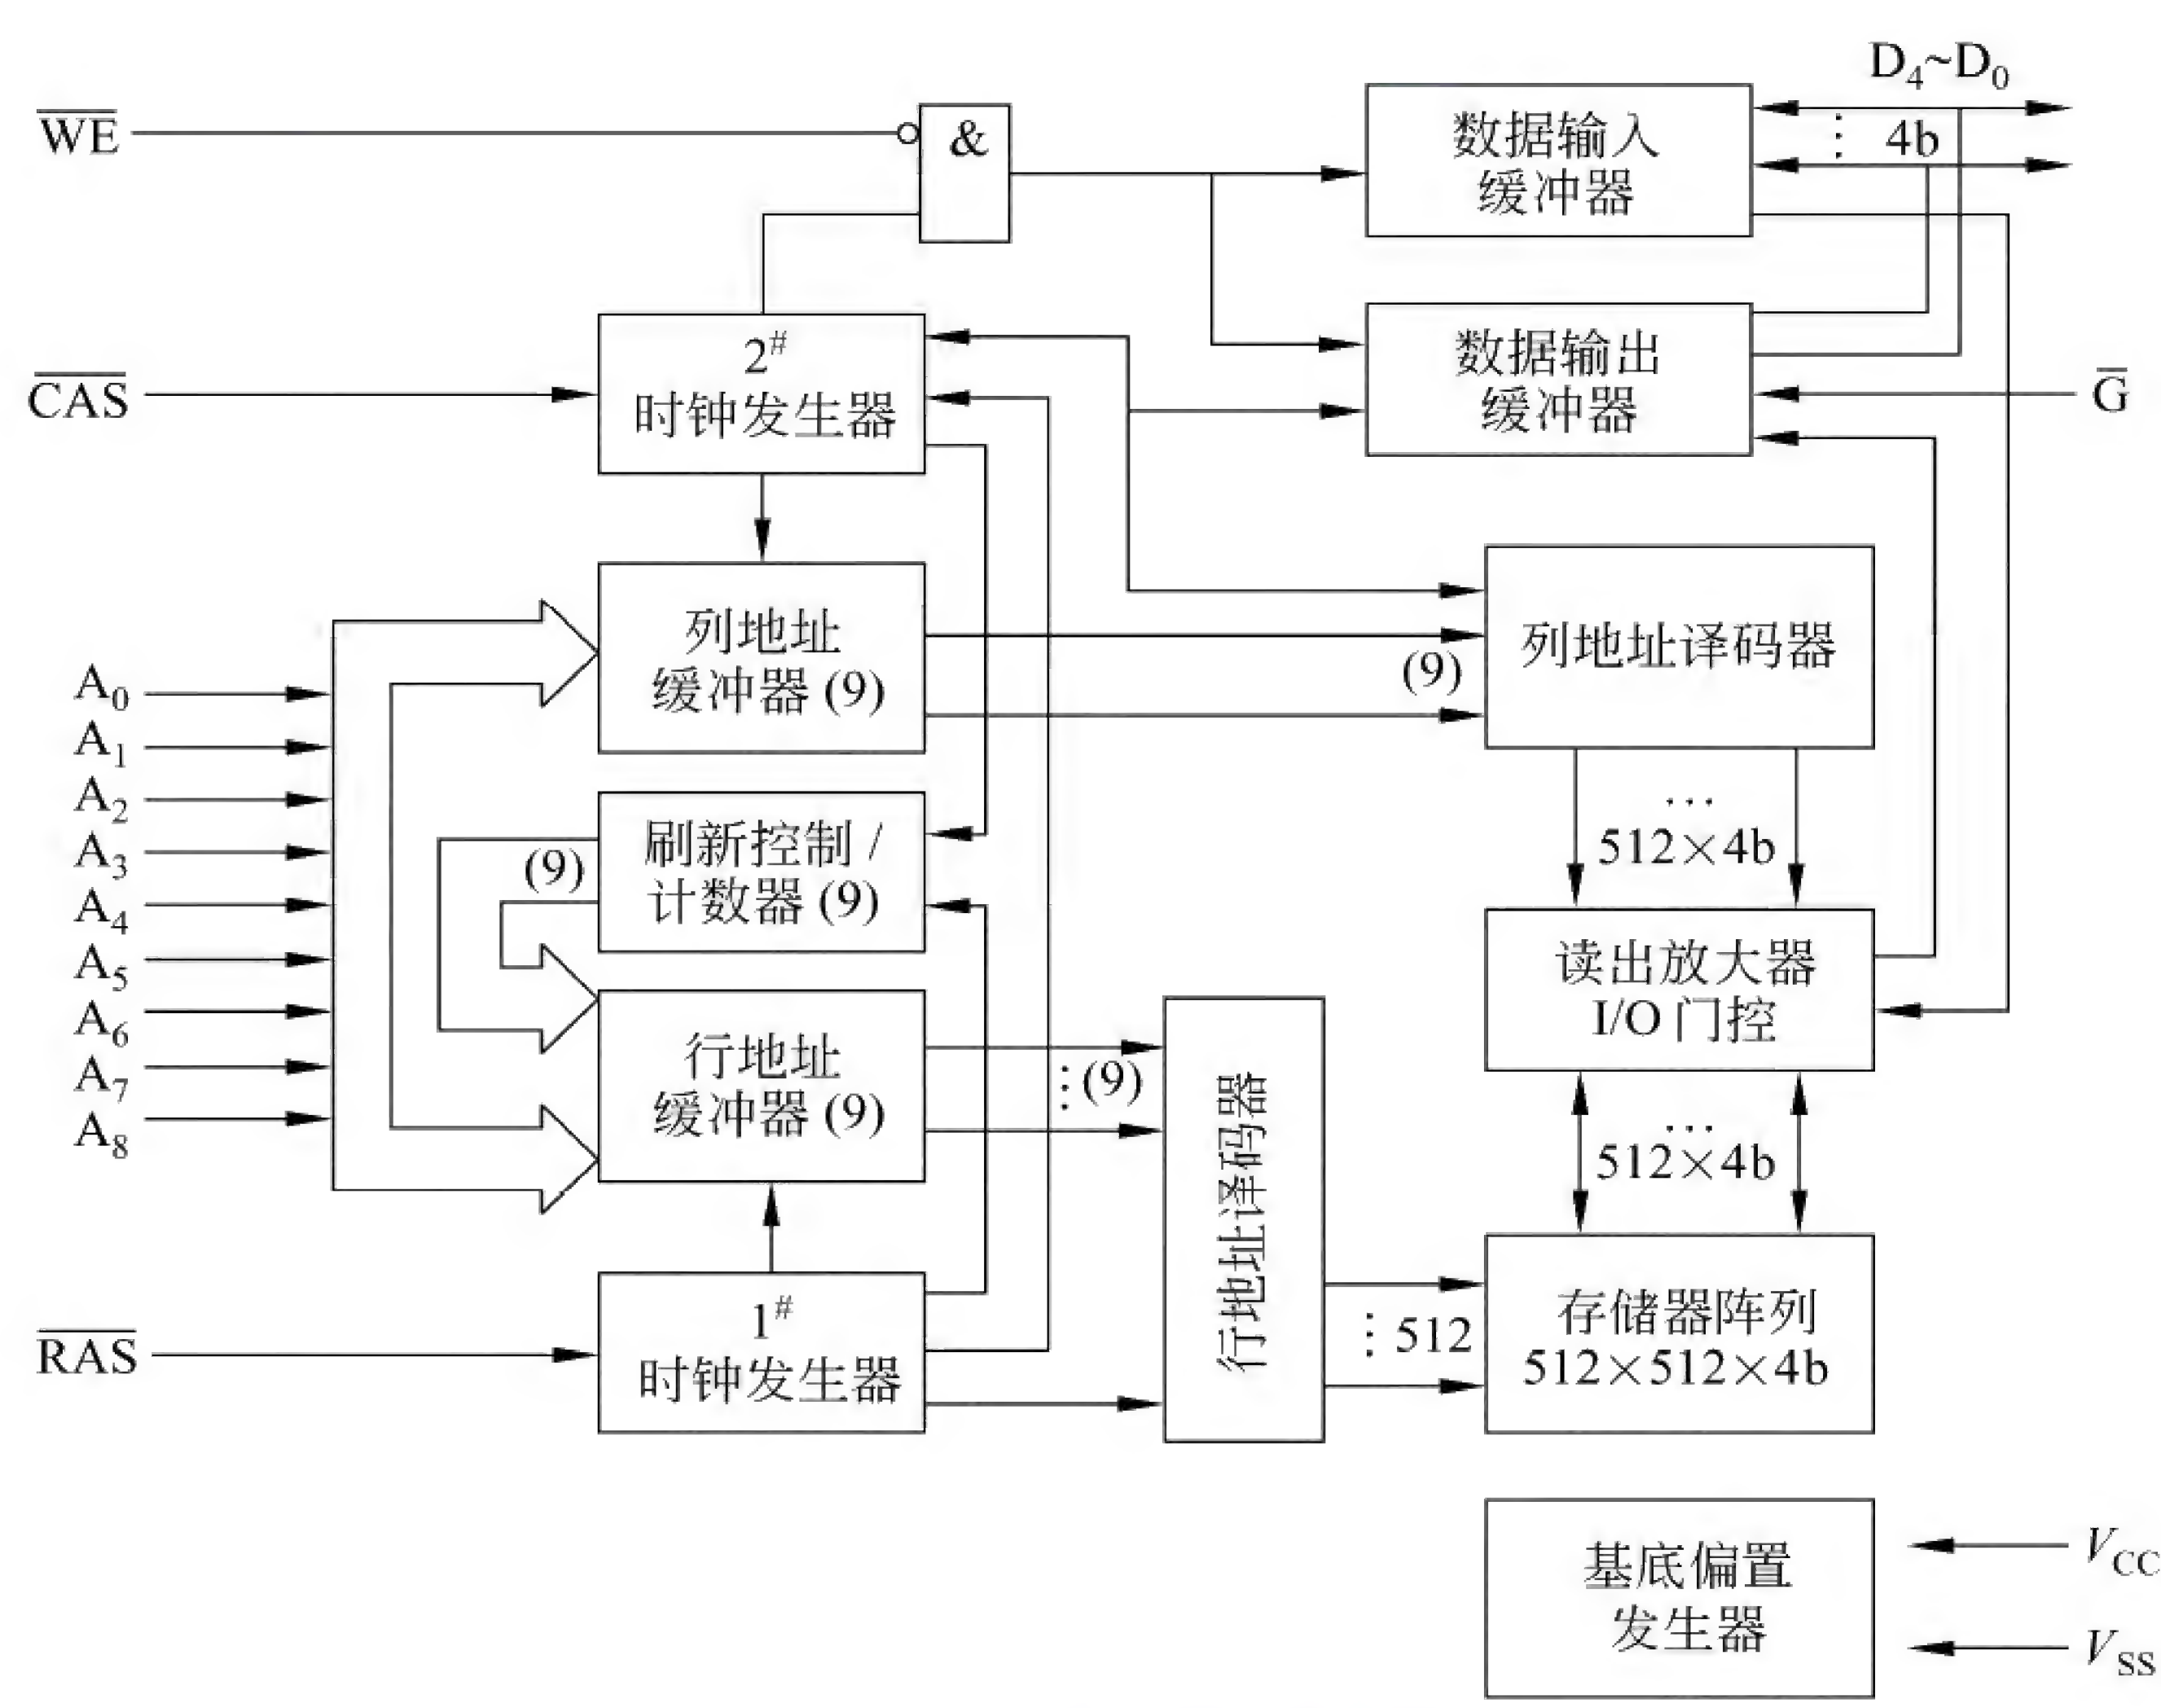 D₄~D₀
W̅E̅
&
数据输入
缓冲器
⋮ 4b
2#
时钟发生器
C̅A̅S̅
数据输出
缓冲器
G̅
列地址
缓冲器(9)
(9)
列地址译码器
A₀
A₁
A₂
A₃
A₄
A₅
A₆
A₇
A₈
(9)
刷新控制/
计数器(9)
…
512×4b
读出放大器
I/O门控
行地址
缓冲器(9)
⋮(9)
行地址译码器
…
512×4b
R̅A̅S̅
1#
时钟发生器
⋮512
存储器阵列
512×512×4b
基底偏置
发生器
V_CC
V_SS